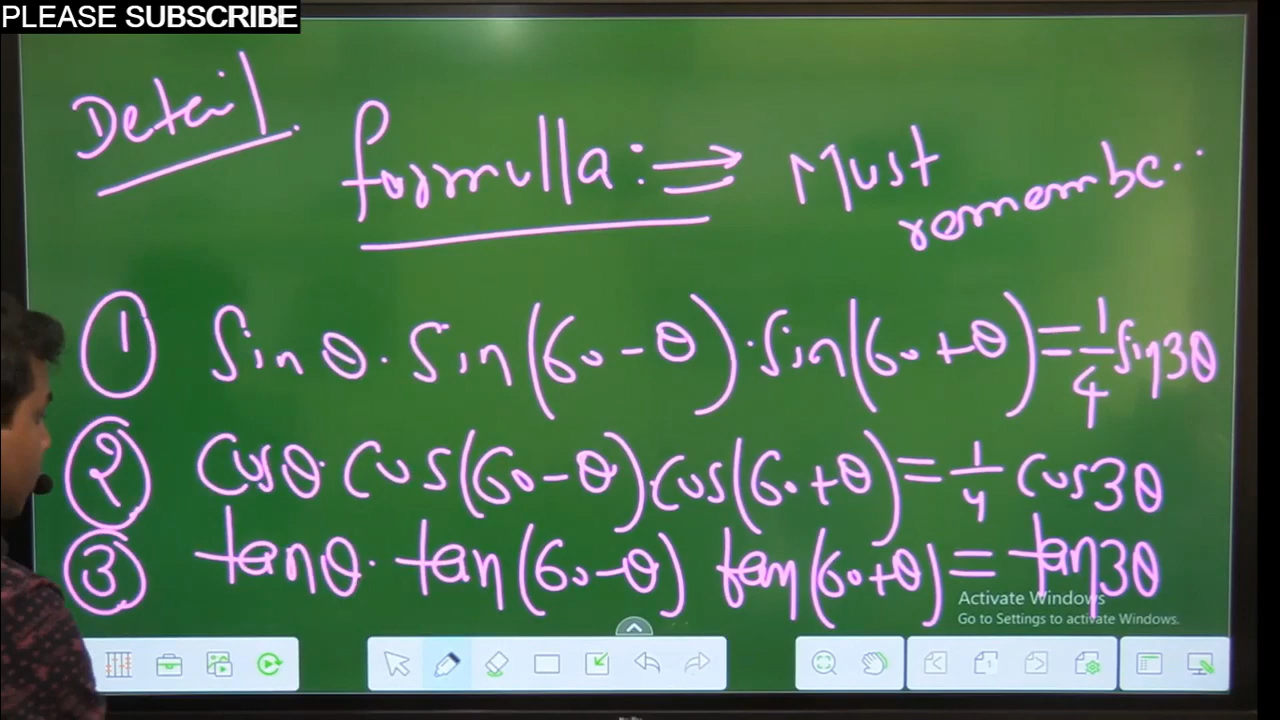 PLEASE SUBSCRIBE
Detail
formulla :⇒ Must
remembe..
① Sin θ · Sin(60 - θ) · Sin(60 + θ) = 1/4 Sin3θ
② Cosθ · Cos(60 - θ) · Cos(60 + θ) = 1/4 Cos3θ
③ tanθ · tan(60 - θ) tan(60 + θ) = tan3θ
Activate Windows
Go to Settings to activate Windows.